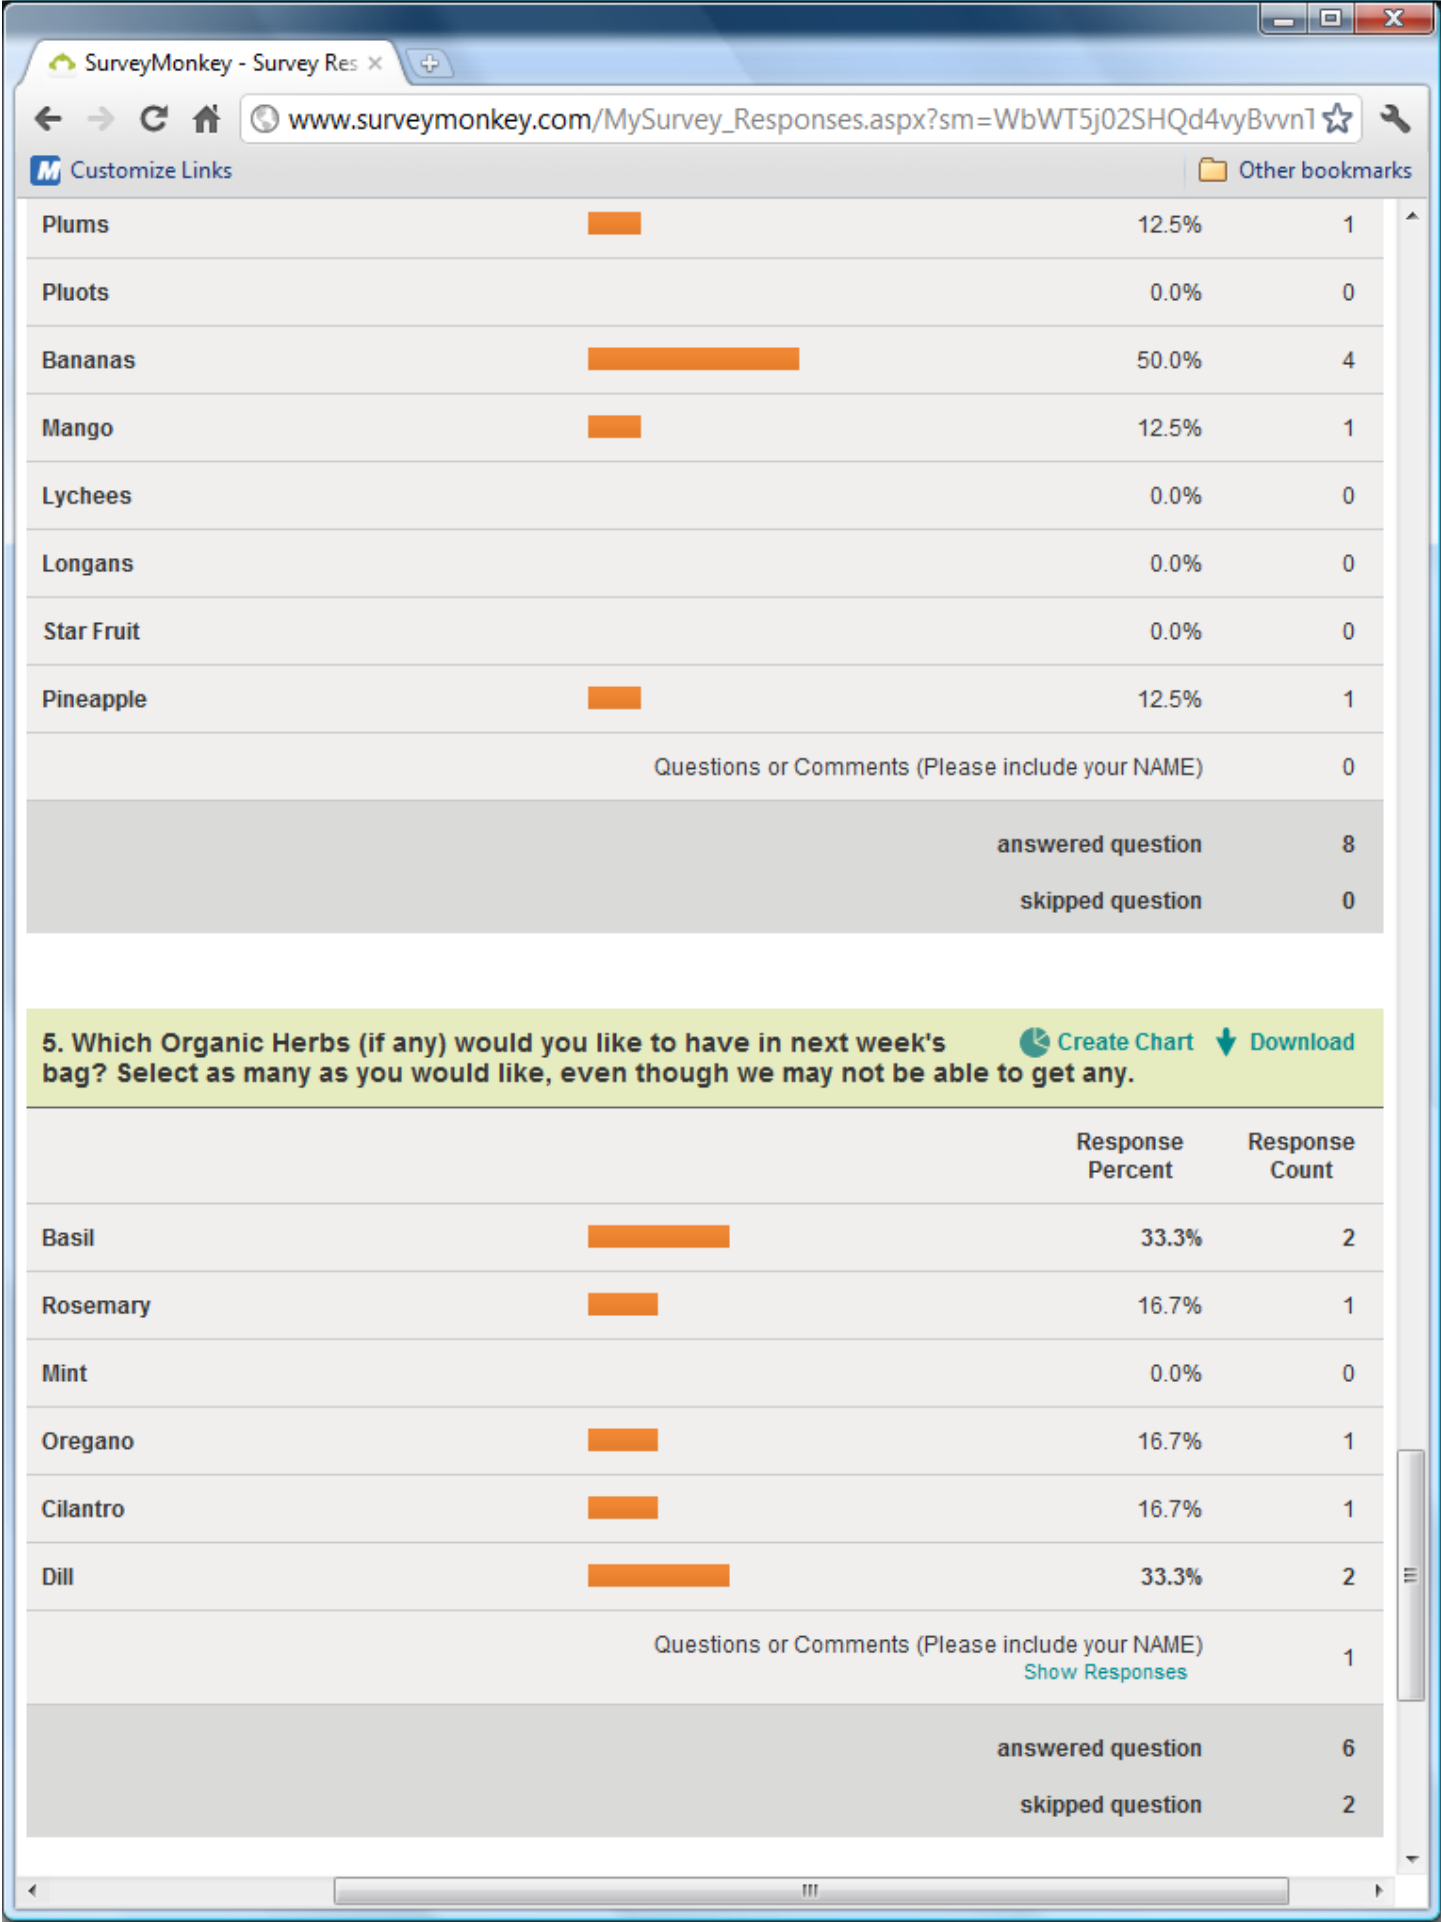 SurveyMonkey - Survey Res
www.surveymonkey.com/MySurvey_Responses.aspx?sm=WbWT5j02SHQd4vyBvvn
Customize Links Other bookmarks
Plums 12.5% 1
Pluots 0.0% 0
Bananas 50.0% 4
Mango 12.5% 1
Lychees 0.0% 0
Longans 0.0% 0
Star Fruit 0.0% 0
Pineapple 12.5% 1
Questions or Comments (Please include your NAME) 0
answered question 8
skipped question 0
5. Which Organic Herbs (if any) would you like to have in next week's Create Chart Download
bag? Select as many as you would like, even though we may not be able to get any.
Response Response
Percent Count
Basil 33.3% 2
Rosemary 16.7% 1
Mint 0.0% 0
Oregano 16.7% 1
Cilantro 16.7% 1
Dill 33.3% 2
Questions or Comments (Please include your NAME) 1
Show Responses
answered question 6
skipped question 2